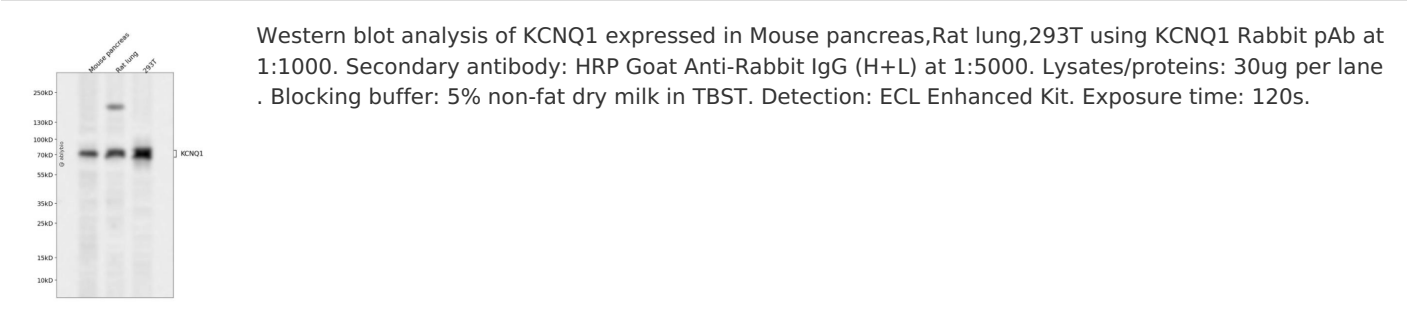 Mouse pancreas
Rat lung
293T
250kD
130kD
100kD
70kD
55kD
35kD
25kD
15kD
10kD
KCNQ1
Western blot analysis of KCNQ1 expressed in Mouse pancreas,Rat lung,293T using KCNQ1 Rabbit pAb at
1:1000. Secondary antibody: HRP Goat Anti-Rabbit IgG (H+L) at 1:5000. Lysates/proteins: 30ug per lane
. Blocking buffer: 5% non-fat dry milk in TBST. Detection: ECL Enhanced Kit. Exposure time: 120s.